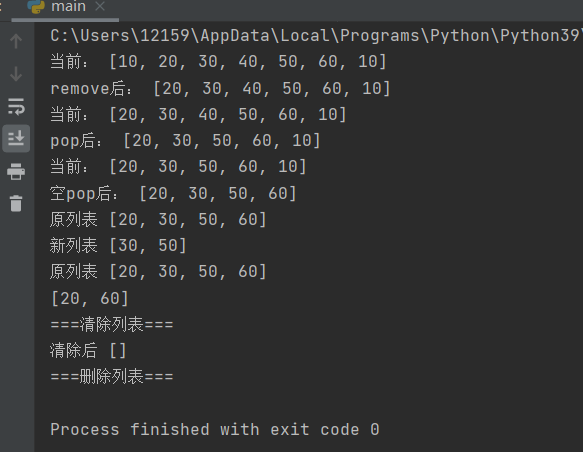 main
C:\Users\12159\AppData\Local\Programs\Python\Python39\
当前： [10, 20, 30, 40, 50, 60, 10]
remove后： [20, 30, 40, 50, 60, 10]
当前： [20, 30, 40, 50, 60, 10]
pop后： [20, 30, 50, 60, 10]
当前： [20, 30, 50, 60, 10]
空pop后： [20, 30, 50, 60]
原列表 [20, 30, 50, 60]
新列表 [30, 50]
原列表 [20, 30, 50, 60]
[20, 60]
===清除列表===
清除后 []
===删除列表===
Process finished with exit code 0